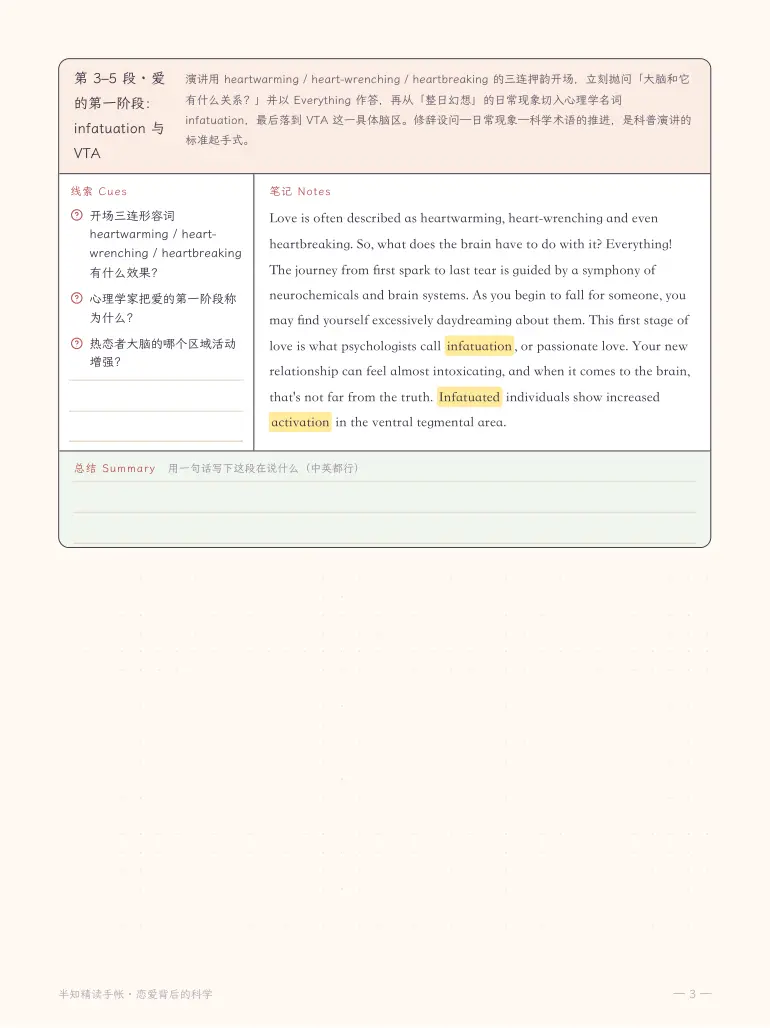 第 3–5 段・爱
的第一阶段：
infatuation 与
VTA
演讲用 heartwarming / heart-wrenching / heartbreaking 的三连押韵开场，立刻抛问「大脑和它
有什么关系？」并以 Everything 作答，再从「整日幻想」的日常现象切入心理学名词
infatuation，最后落到 VTA 这一具体脑区。修辞设问—日常现象—科学术语的推进，是科普演讲的
标准起手式。
线索 Cues
开场三连形容词
heartwarming / heart-
wrenching / heartbreaking
有什么效果？
心理学家把爱的第一阶段称
为什么？
热恋者大脑的哪个区域活动
增强？
笔记 Notes
Love is often described as heartwarming, heart-wrenching and even
heartbreaking. So, what does the brain have to do with it? Everything!
The journey from first spark to last tear is guided by a symphony of
neurochemicals and brain systems. As you begin to fall for someone, you
may find yourself excessively daydreaming about them. This first stage of
love is what psychologists call infatuation, or passionate love. Your new
relationship can feel almost intoxicating, and when it comes to the brain,
that's not far from the truth. Infatuated individuals show increased
activation in the ventral tegmental area.
总结 Summary 用一句话写下这段在说什么（中英都行）
半知精读手帐・恋爱背后的科学
— 3 —